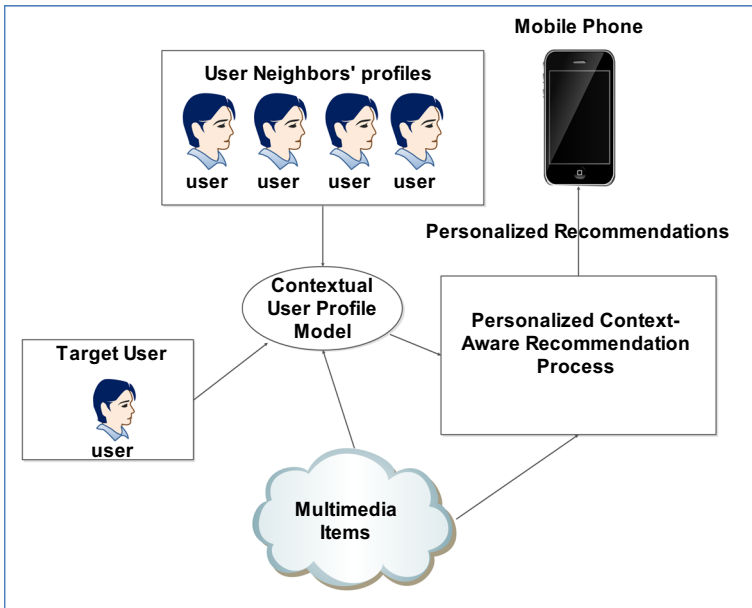 Mobile Phone
User Neighbors' profiles
user user user user
Personalized Recommendations
Contextual
User Profile
Model
Personalized Context-
Aware Recommendation
Process
Target User
user
Multimedia
Items